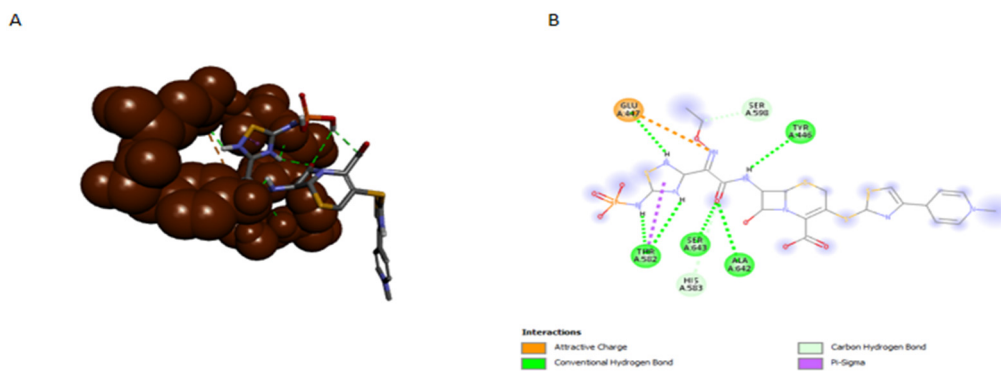 A
B
GLU
A:447
SER
A:598
TYR
A:446
H
H
N
N
N
H
N
N
H
H
THR
A:582
SER
A:643
ALA
A:642
HIS
A:583
Interactions
Attractive Charge
Conventional Hydrogen Bond
Carbon Hydrogen Bond
Pi-Sigma